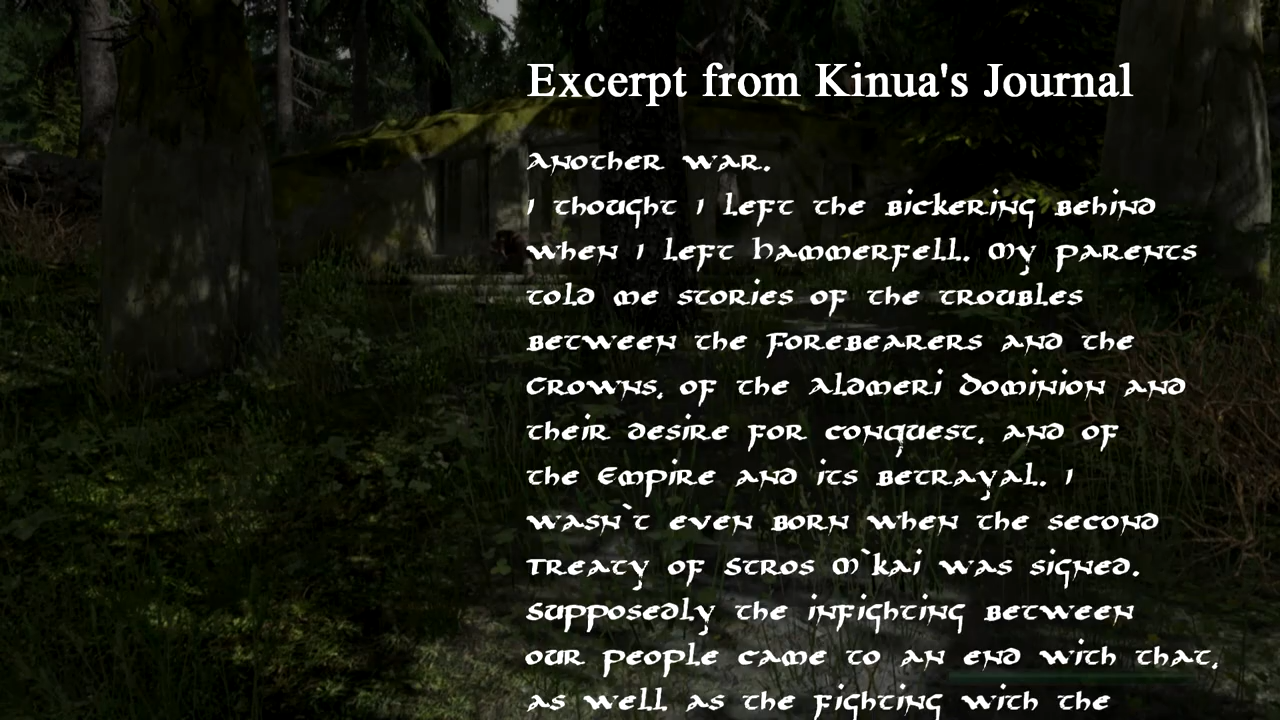 Excerpt from Kinua's Journal
Another war.
I thought I left the bickering behind
when I left Hammerfell. My parents
told me stories of the troubles
between the Forebearers and the
Crowns, of the Aldmeri Dominion and
their desire for conquest, and of
the Empire and its betrayal. I
wasn`t even born when the second
treaty of Stros M`kai was signed.
Supposedly the infighting between
our people came to an end with that,
as well as the fighting with the